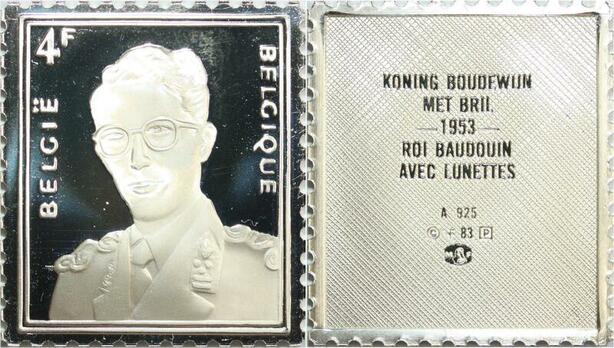 4F
BELGIË
BELGIQUE
KONING BOUDEWIJN
MET BRIL
1953
ROI BAUDOUIN
AVEC LUNETTES
A 925
83 P